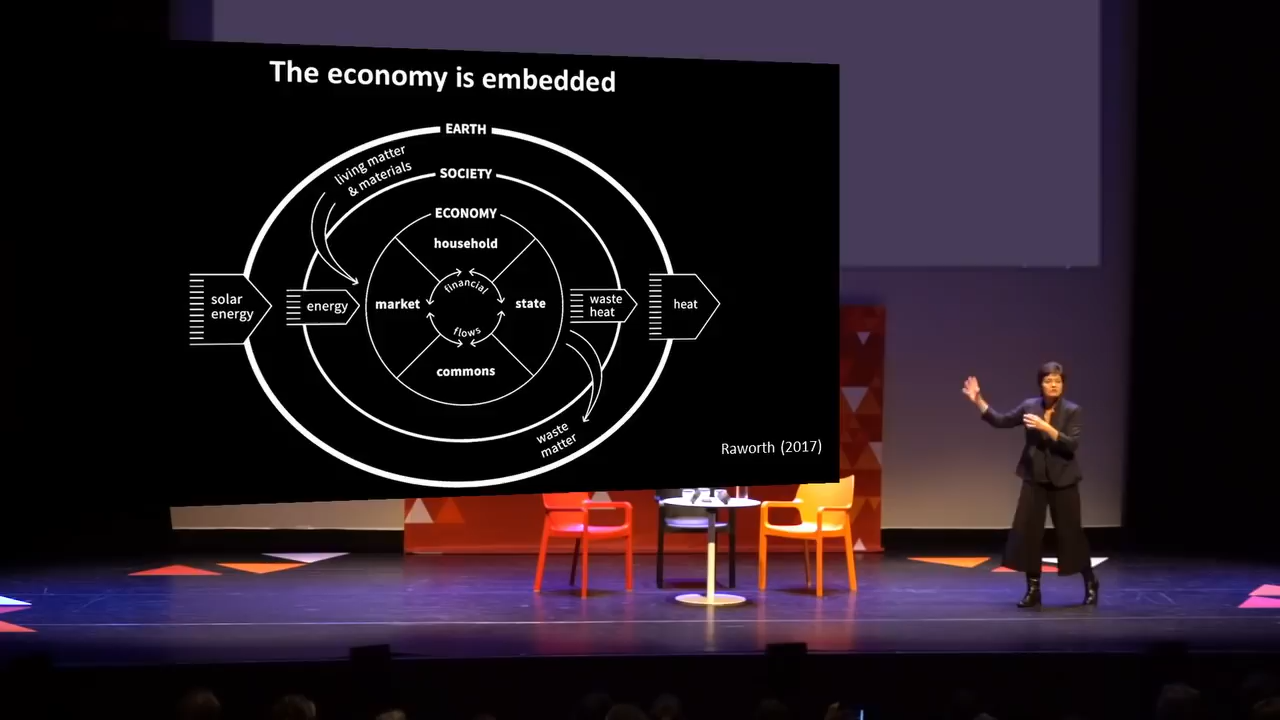 The economy is embedded
EARTH
living matter
& materials
SOCIETY
ECONOMY
household
financial
solar
energy
energy
market
state
waste
heat
heat
flows
commons
waste
matter
Raworth (2017)